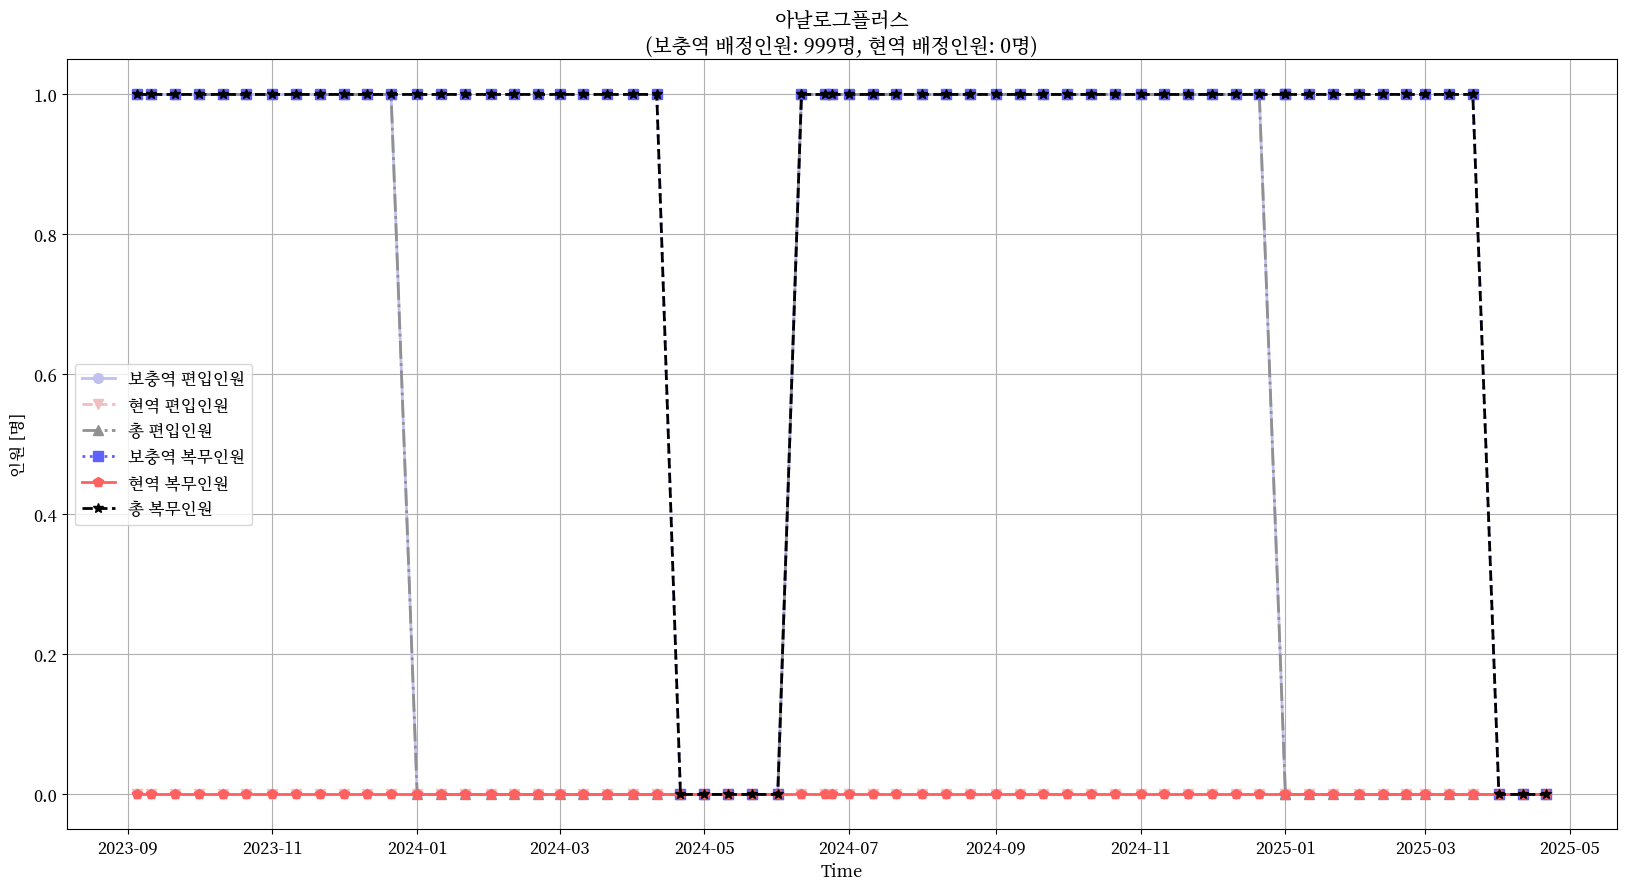 아날로그플러스
(보충역 배정인원: 999명, 현역 배정인원: 0명)
인원 [명]
1.0
0.8
0.6
0.4
0.2
0.0
보충역 편입인원
현역 편입인원
총 편입인원
보충역 복무인원
현역 복무인원
총 복무인원
2023-09 2023-11 2024-01 2024-03 2024-05 2024-07 2024-09 2024-11 2025-01 2025-03 2025-05
Time